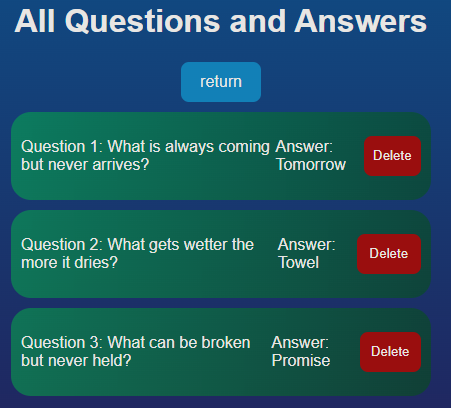 All Questions and Answers
return
Question 1: What is always coming
but never arrives?
Answer:
Tomorrow
Delete
Question 2: What gets wetter the
more it dries?
Answer:
Towel
Delete
Question 3: What can be broken
but never held?
Answer:
Promise
Delete